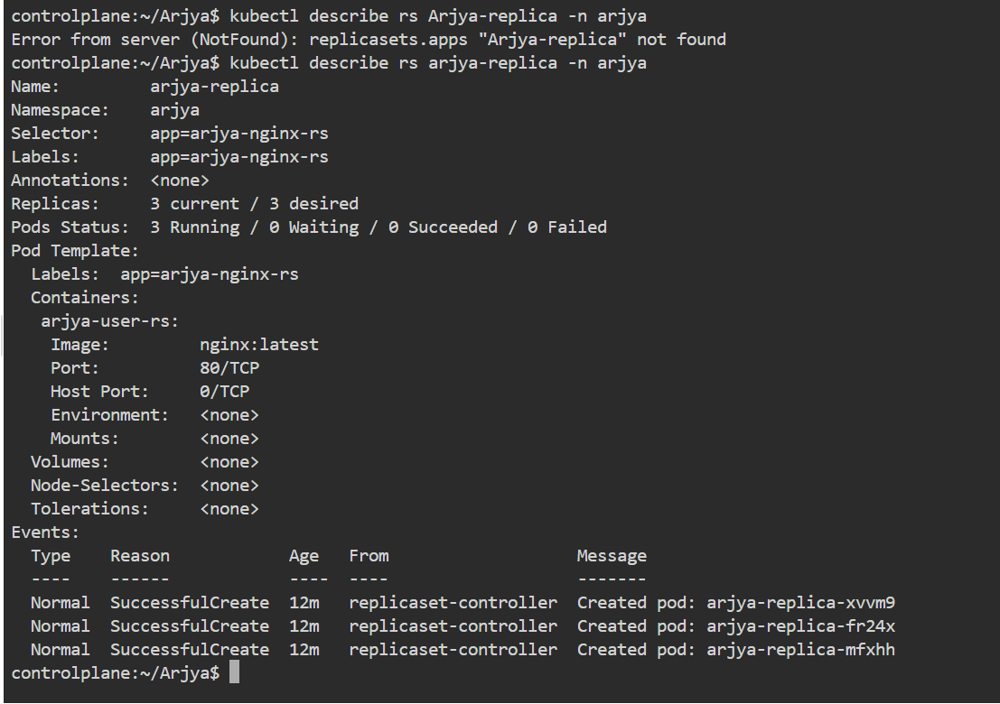 controlplane:~/Arjya$ kubectl describe rs Arjya-replica -n arjya
Error from server (NotFound): replicasets.apps "Arjya-replica" not found
controlplane:~/Arjya$ kubectl describe rs arjya-replica -n arjya
Name:         arjya-replica
Namespace:    arjya
Selector:     app=arjya-nginx-rs
Labels:       app=arjya-nginx-rs
Annotations:  <none>
Replicas:     3 current / 3 desired
Pods Status:  3 Running / 0 Waiting / 0 Succeeded / 0 Failed
Pod Template:
  Labels:  app=arjya-nginx-rs
  Containers:
   arjya-user-rs:
    Image:         nginx:latest
    Port:          80/TCP
    Host Port:     0/TCP
    Environment:   <none>
    Mounts:        <none>
  Volumes:         <none>
  Node-Selectors:  <none>
  Tolerations:     <none>
Events:
  Type    Reason            Age   From                   Message
  ----    ------            ----  ----                   -------
  Normal  SuccessfulCreate  12m   replicaset-controller  Created pod: arjya-replica-xvvm9
  Normal  SuccessfulCreate  12m   replicaset-controller  Created pod: arjya-replica-fr24x
  Normal  SuccessfulCreate  12m   replicaset-controller  Created pod: arjya-replica-mfxhh
controlplane:~/Arjya$